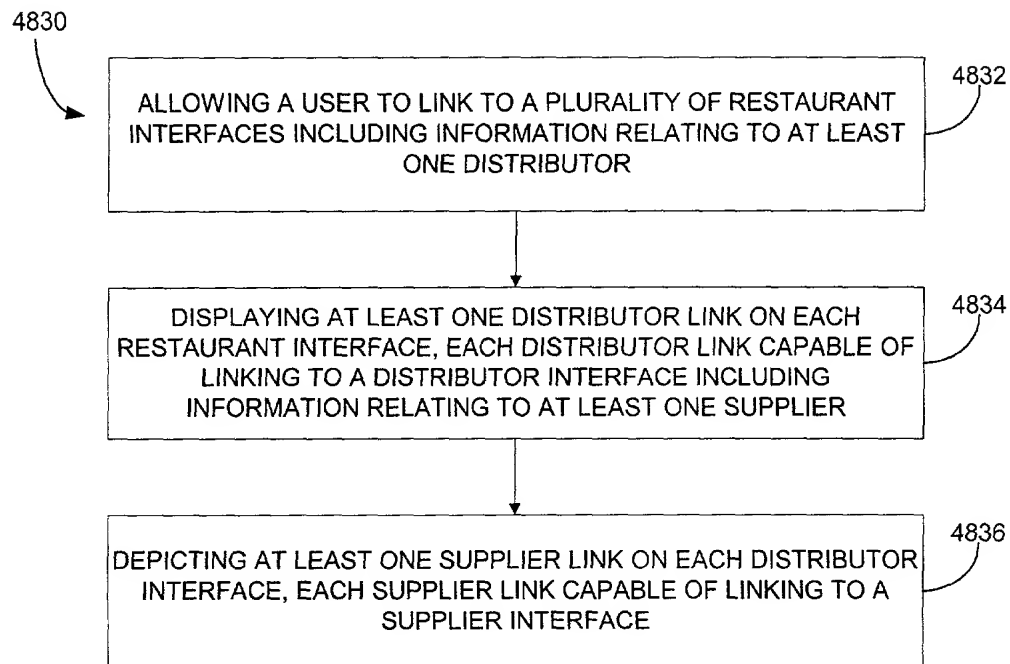 4830
4832
ALLOWING A USER TO LINK TO A PLURALITY OF RESTAURANT
INTERFACES INCLUDING INFORMATION RELATING TO AT LEAST
ONE DISTRIBUTOR
4834
DISPLAYING AT LEAST ONE DISTRIBUTOR LINK ON EACH
RESTAURANT INTERFACE, EACH DISTRIBUTOR LINK CAPABLE OF
LINKING TO A DISTRIBUTOR INTERFACE INCLUDING
INFORMATION RELATING TO AT LEAST ONE SUPPLIER
4836
DEPICTING AT LEAST ONE SUPPLIER LINK ON EACH DISTRIBUTOR
INTERFACE, EACH SUPPLIER LINK CAPABLE OF LINKING TO A
SUPPLIER INTERFACE